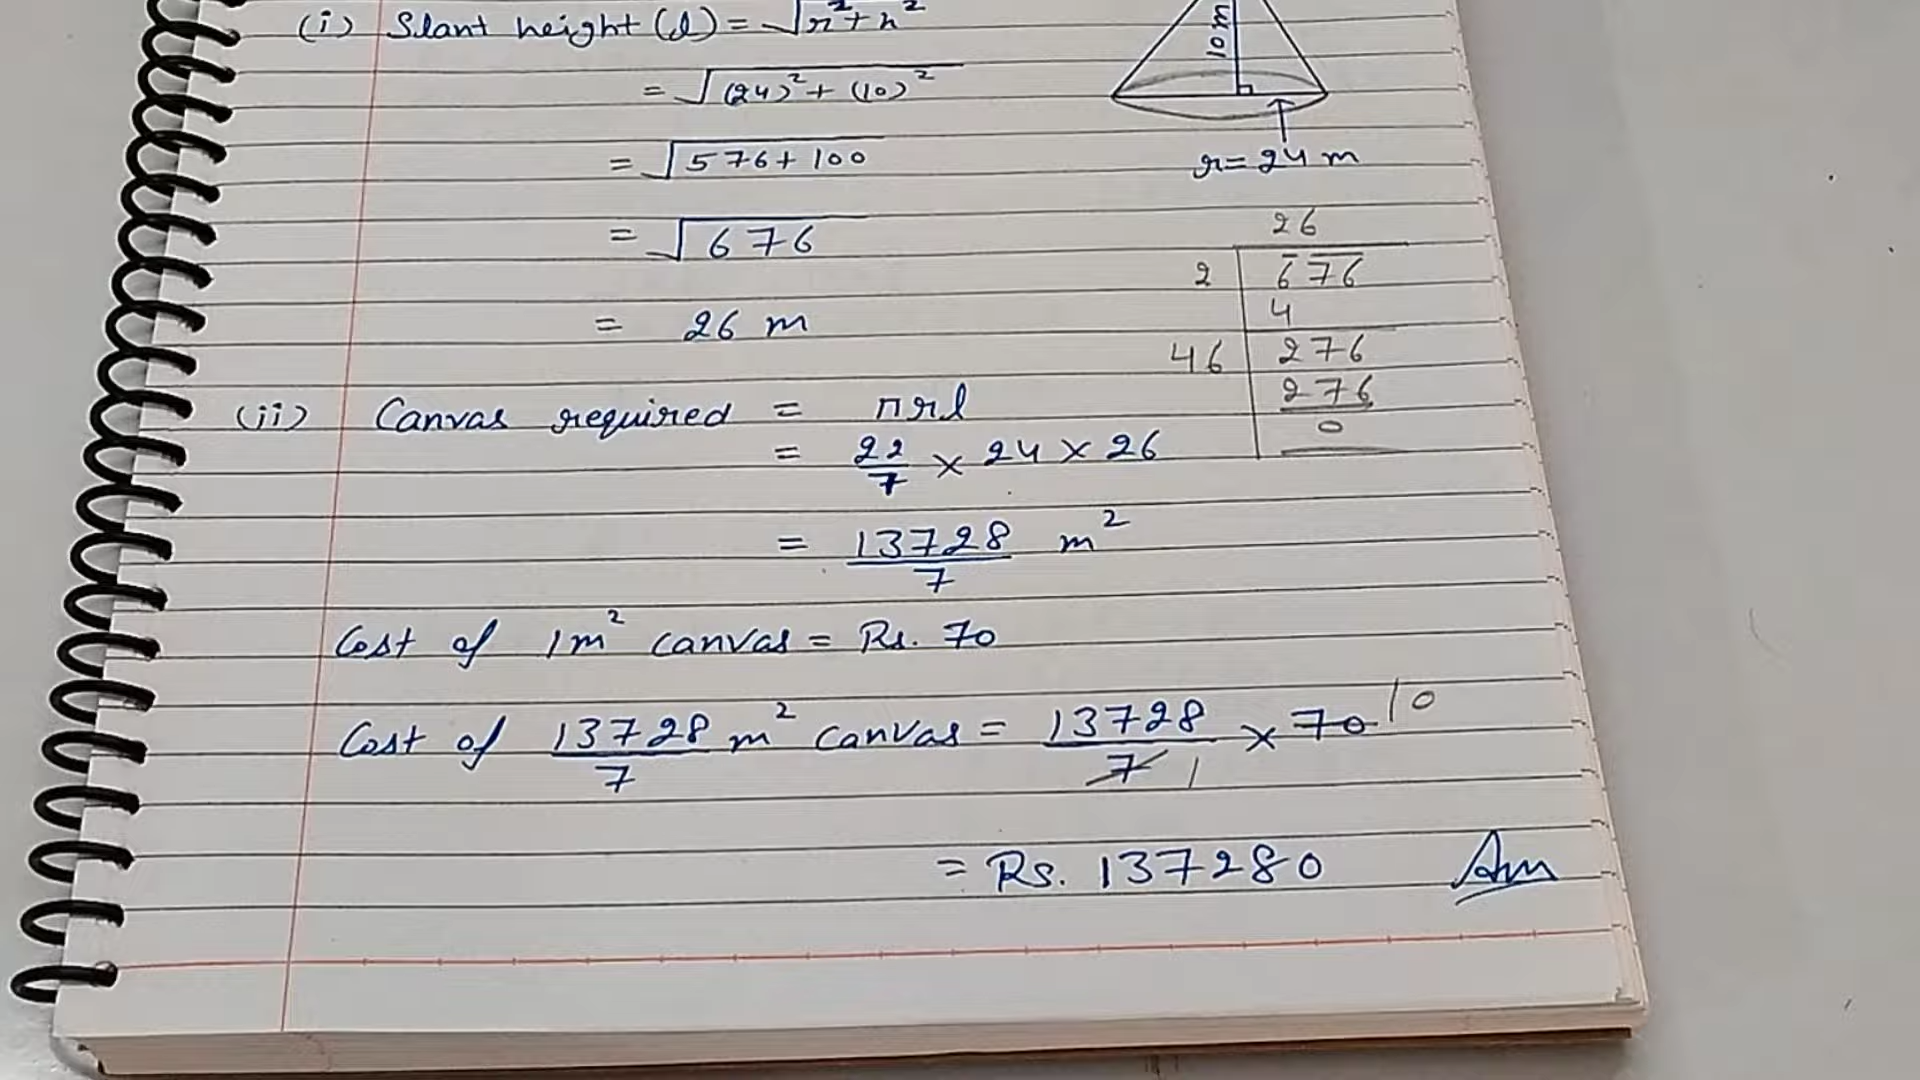 (i) Slant height (l) = √r² + h²
= √(24)² + (10)²
= √576 + 100
= √676
= 26 m
10 m
r = 24 m
26
2 | 676
4
46 | 276
276
0
(ii) Canvas required = πrl
= 22/7 × 24 × 26
= 13728/7 m²
Cost of 1m² canvas = Rs. 70
Cost of 13728/7 m² canvas = 13728/7 1 × 70 10
= Rs. 137280 Ans